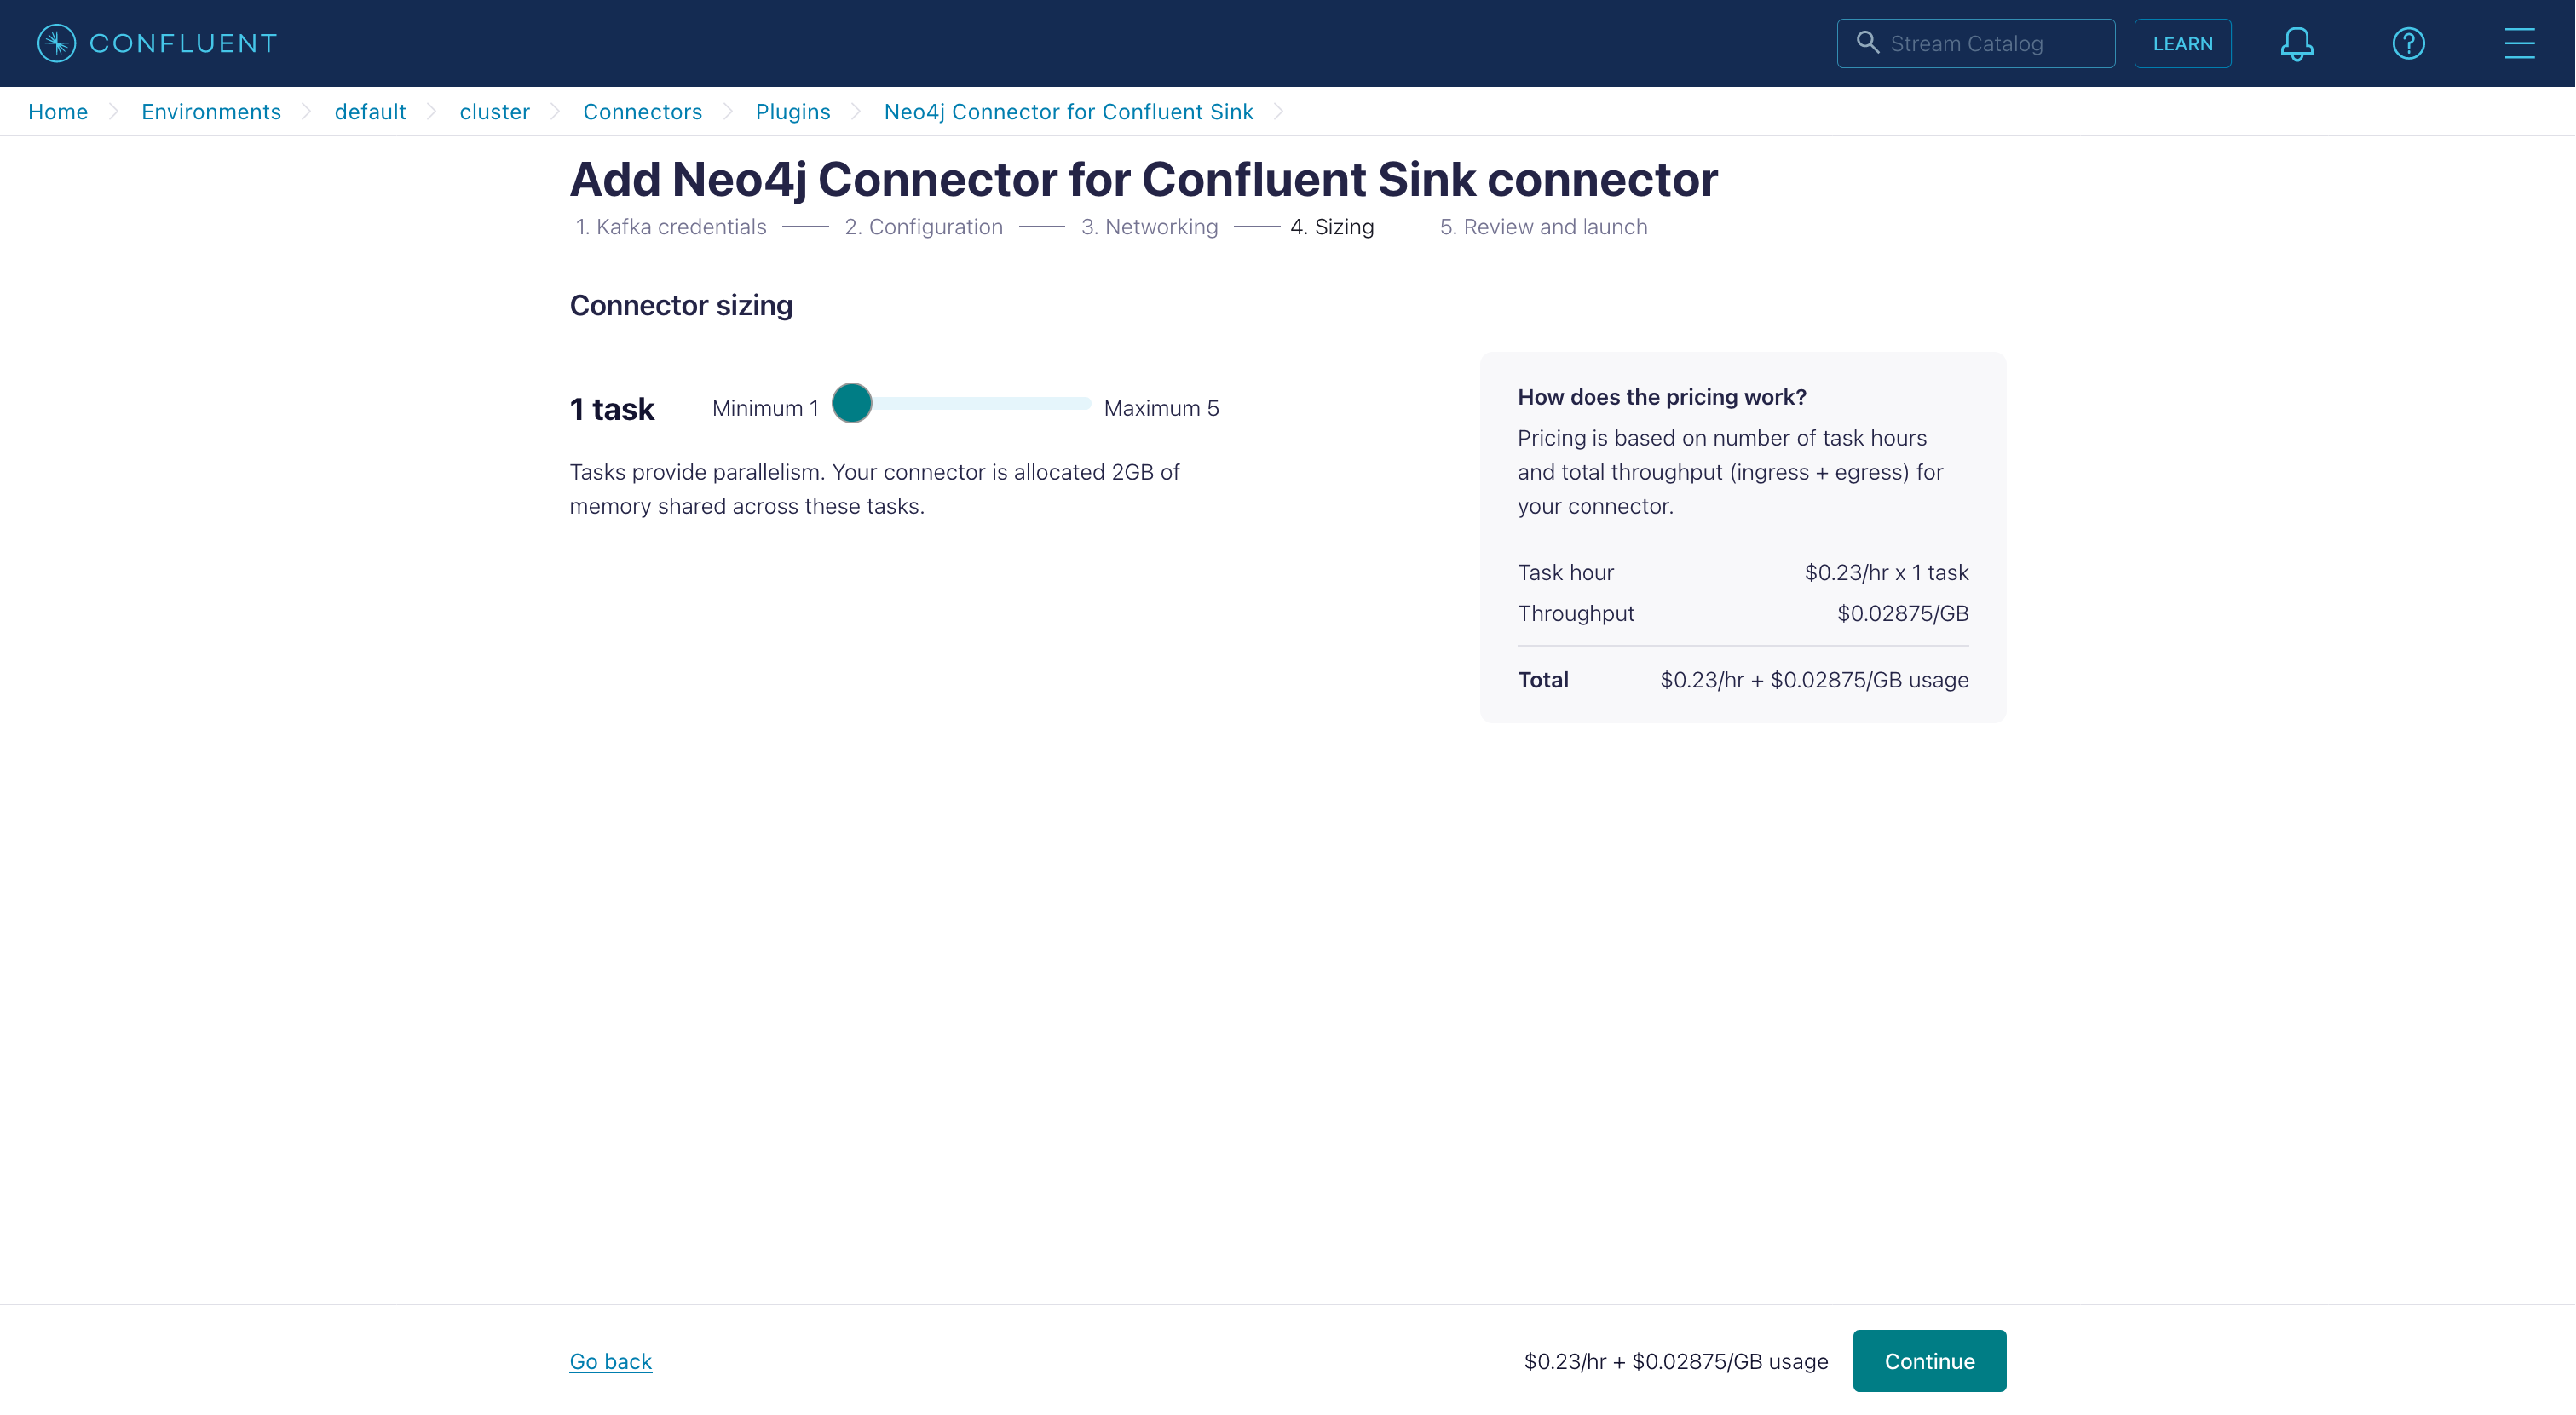 CONFLUENT
Stream Catalog
LEARN
Home
Environments
default
cluster
Connectors
Plugins
Neo4j Connector for Confluent Sink
Add Neo4j Connector for Confluent Sink connector
1. Kafka credentials
2. Configuration
3. Networking
4. Sizing
5. Review and launch
Connector sizing
1 task
Minimum 1
Maximum 5
Tasks provide parallelism. Your connector is allocated 2GB of
memory shared across these tasks.
How does the pricing work?
Pricing is based on number of task hours
and total throughput (ingress + egress) for
your connector.
Task hour $0.23/hr x 1 task
Throughput $0.02875/GB
Total $0.23/hr + $0.02875/GB usage
Go back
$0.23/hr + $0.02875/GB usage
Continue